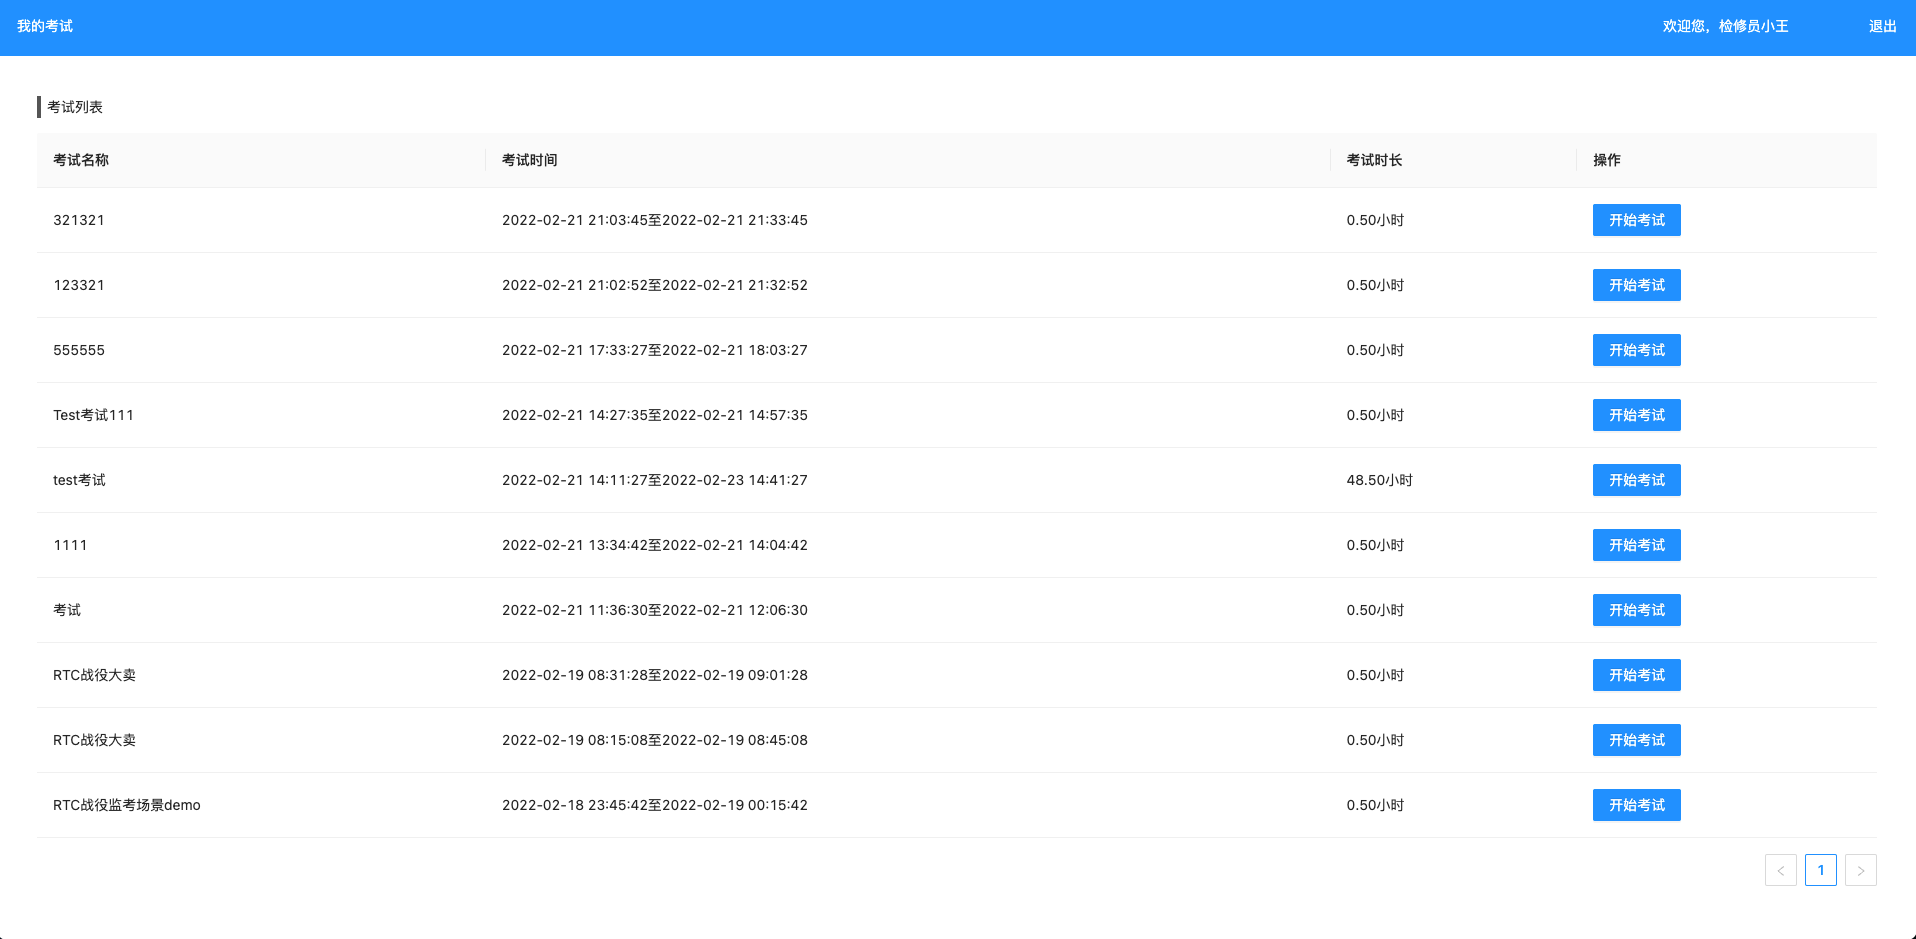 我的考试 欢迎您，检修员小王 退出
考试列表
考试名称 考试时间 考试时长 操作
321321 2022-02-21 21:03:45至2022-02-21 21:33:45 0.50小时 开始考试
123321 2022-02-21 21:02:52至2022-02-21 21:32:52 0.50小时 开始考试
555555 2022-02-21 17:33:27至2022-02-21 18:03:27 0.50小时 开始考试
Test考试111 2022-02-21 14:27:35至2022-02-21 14:57:35 0.50小时 开始考试
test考试 2022-02-21 14:11:27至2022-02-23 14:41:27 48.50小时 开始考试
1111 2022-02-21 13:34:42至2022-02-21 14:04:42 0.50小时 开始考试
考试 2022-02-21 11:36:30至2022-02-21 12:06:30 0.50小时 开始考试
RTC战役大卖 2022-02-19 08:31:28至2022-02-19 09:01:28 0.50小时 开始考试
RTC战役大卖 2022-02-19 08:15:08至2022-02-19 08:45:08 0.50小时 开始考试
RTC战役监考场景demo 2022-02-18 23:45:42至2022-02-19 00:15:42 0.50小时 开始考试
< 1 >